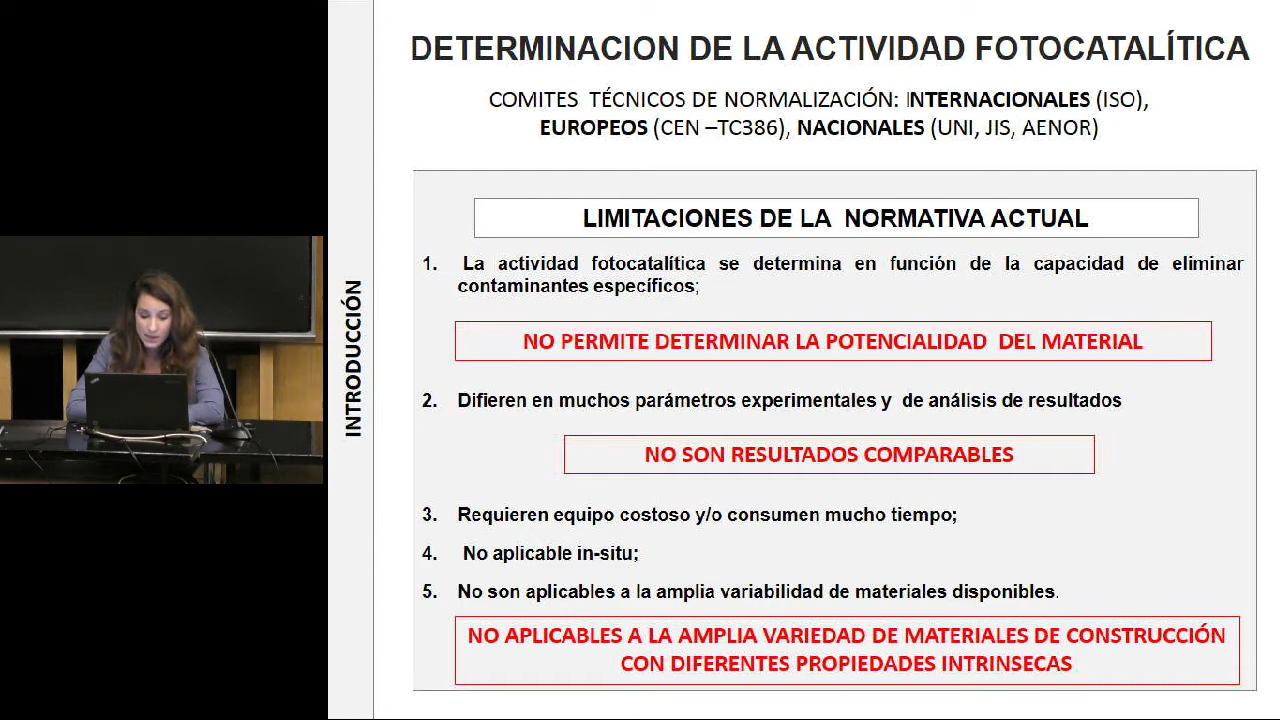 DETERMINACION DE LA ACTIVIDAD FOTOCATALÍTICA
COMITES TÉCNICOS DE NORMALIZACIÓN: INTERNACIONALES (ISO),
EUROPEOS (CEN –TC386), NACIONALES (UNI, JIS, AENOR)
LIMITACIONES DE LA NORMATIVA ACTUAL
1. La actividad fotocatalítica se determina en función de la capacidad de eliminar
contaminantes específicos;
NO PERMITE DETERMINAR LA POTENCIALIDAD DEL MATERIAL
2. Difieren en muchos parámetros experimentales y de análisis de resultados
NO SON RESULTADOS COMPARABLES
3. Requieren equipo costoso y/o consumen mucho tiempo;
4. No aplicable in-situ;
5. No son aplicables a la amplia variabilidad de materiales disponibles.
NO APLICABLES A LA AMPLIA VARIEDAD DE MATERIALES DE CONSTRUCCIÓN
CON DIFERENTES PROPIEDADES INTRINSECAS
INTRODUCCIÓN